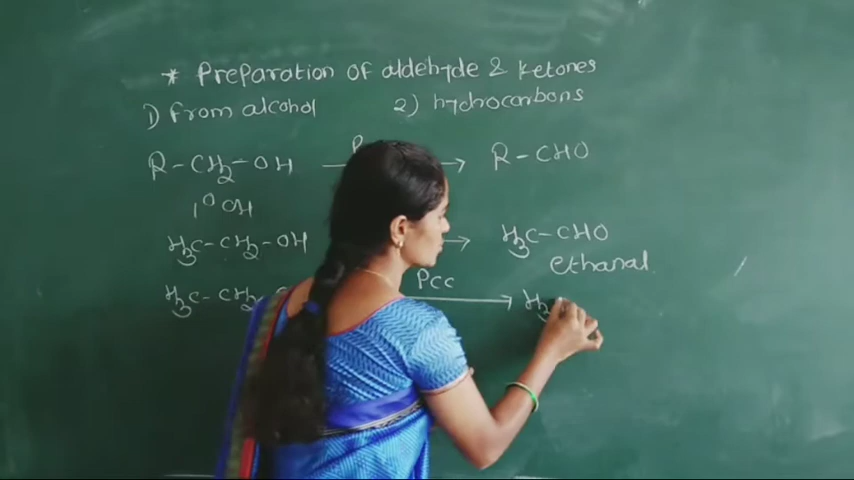 * Preparation of aldehyde & Ketones
1) From alcohol 2) hydrocarbons
R-CH2-OH → R-CHO
1° OH
H3C-CH2-OH → H3C-CHO
ethanal
H3C-CH2- PCC → H3